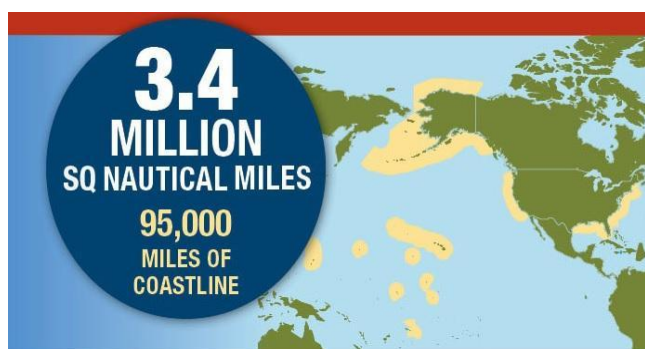 3.4
MILLION
SQ NAUTICAL MILES
95,000
MILES OF
COASTLINE